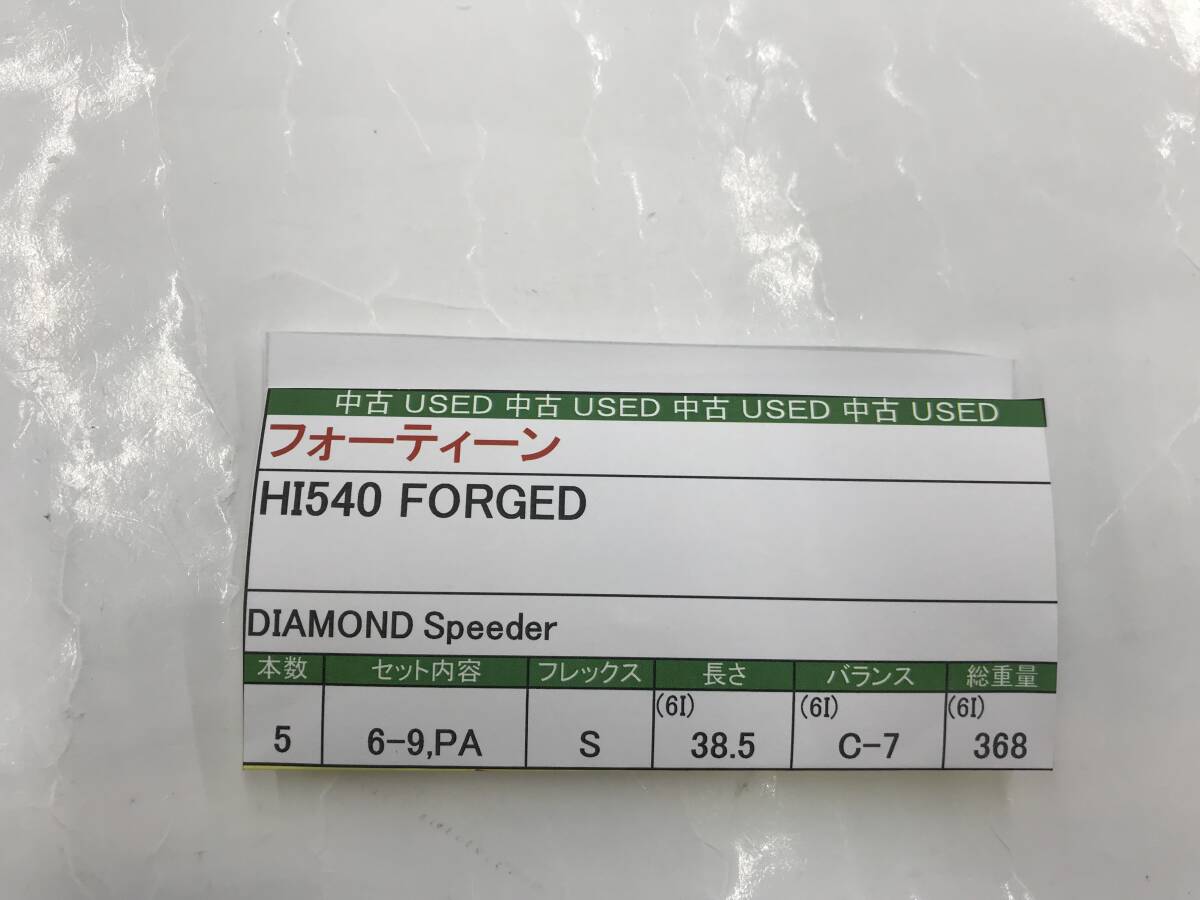 中古 USED 中古 USED 中古 USED 中古 USED
フォーティーン
HI540 FORGED
DIAMOND Speeder
本数 セット内容 フレックス 長さ バランス 総重量
(6I) (6I) (6I)
5 6-9,PA S 38.5 C-7 368